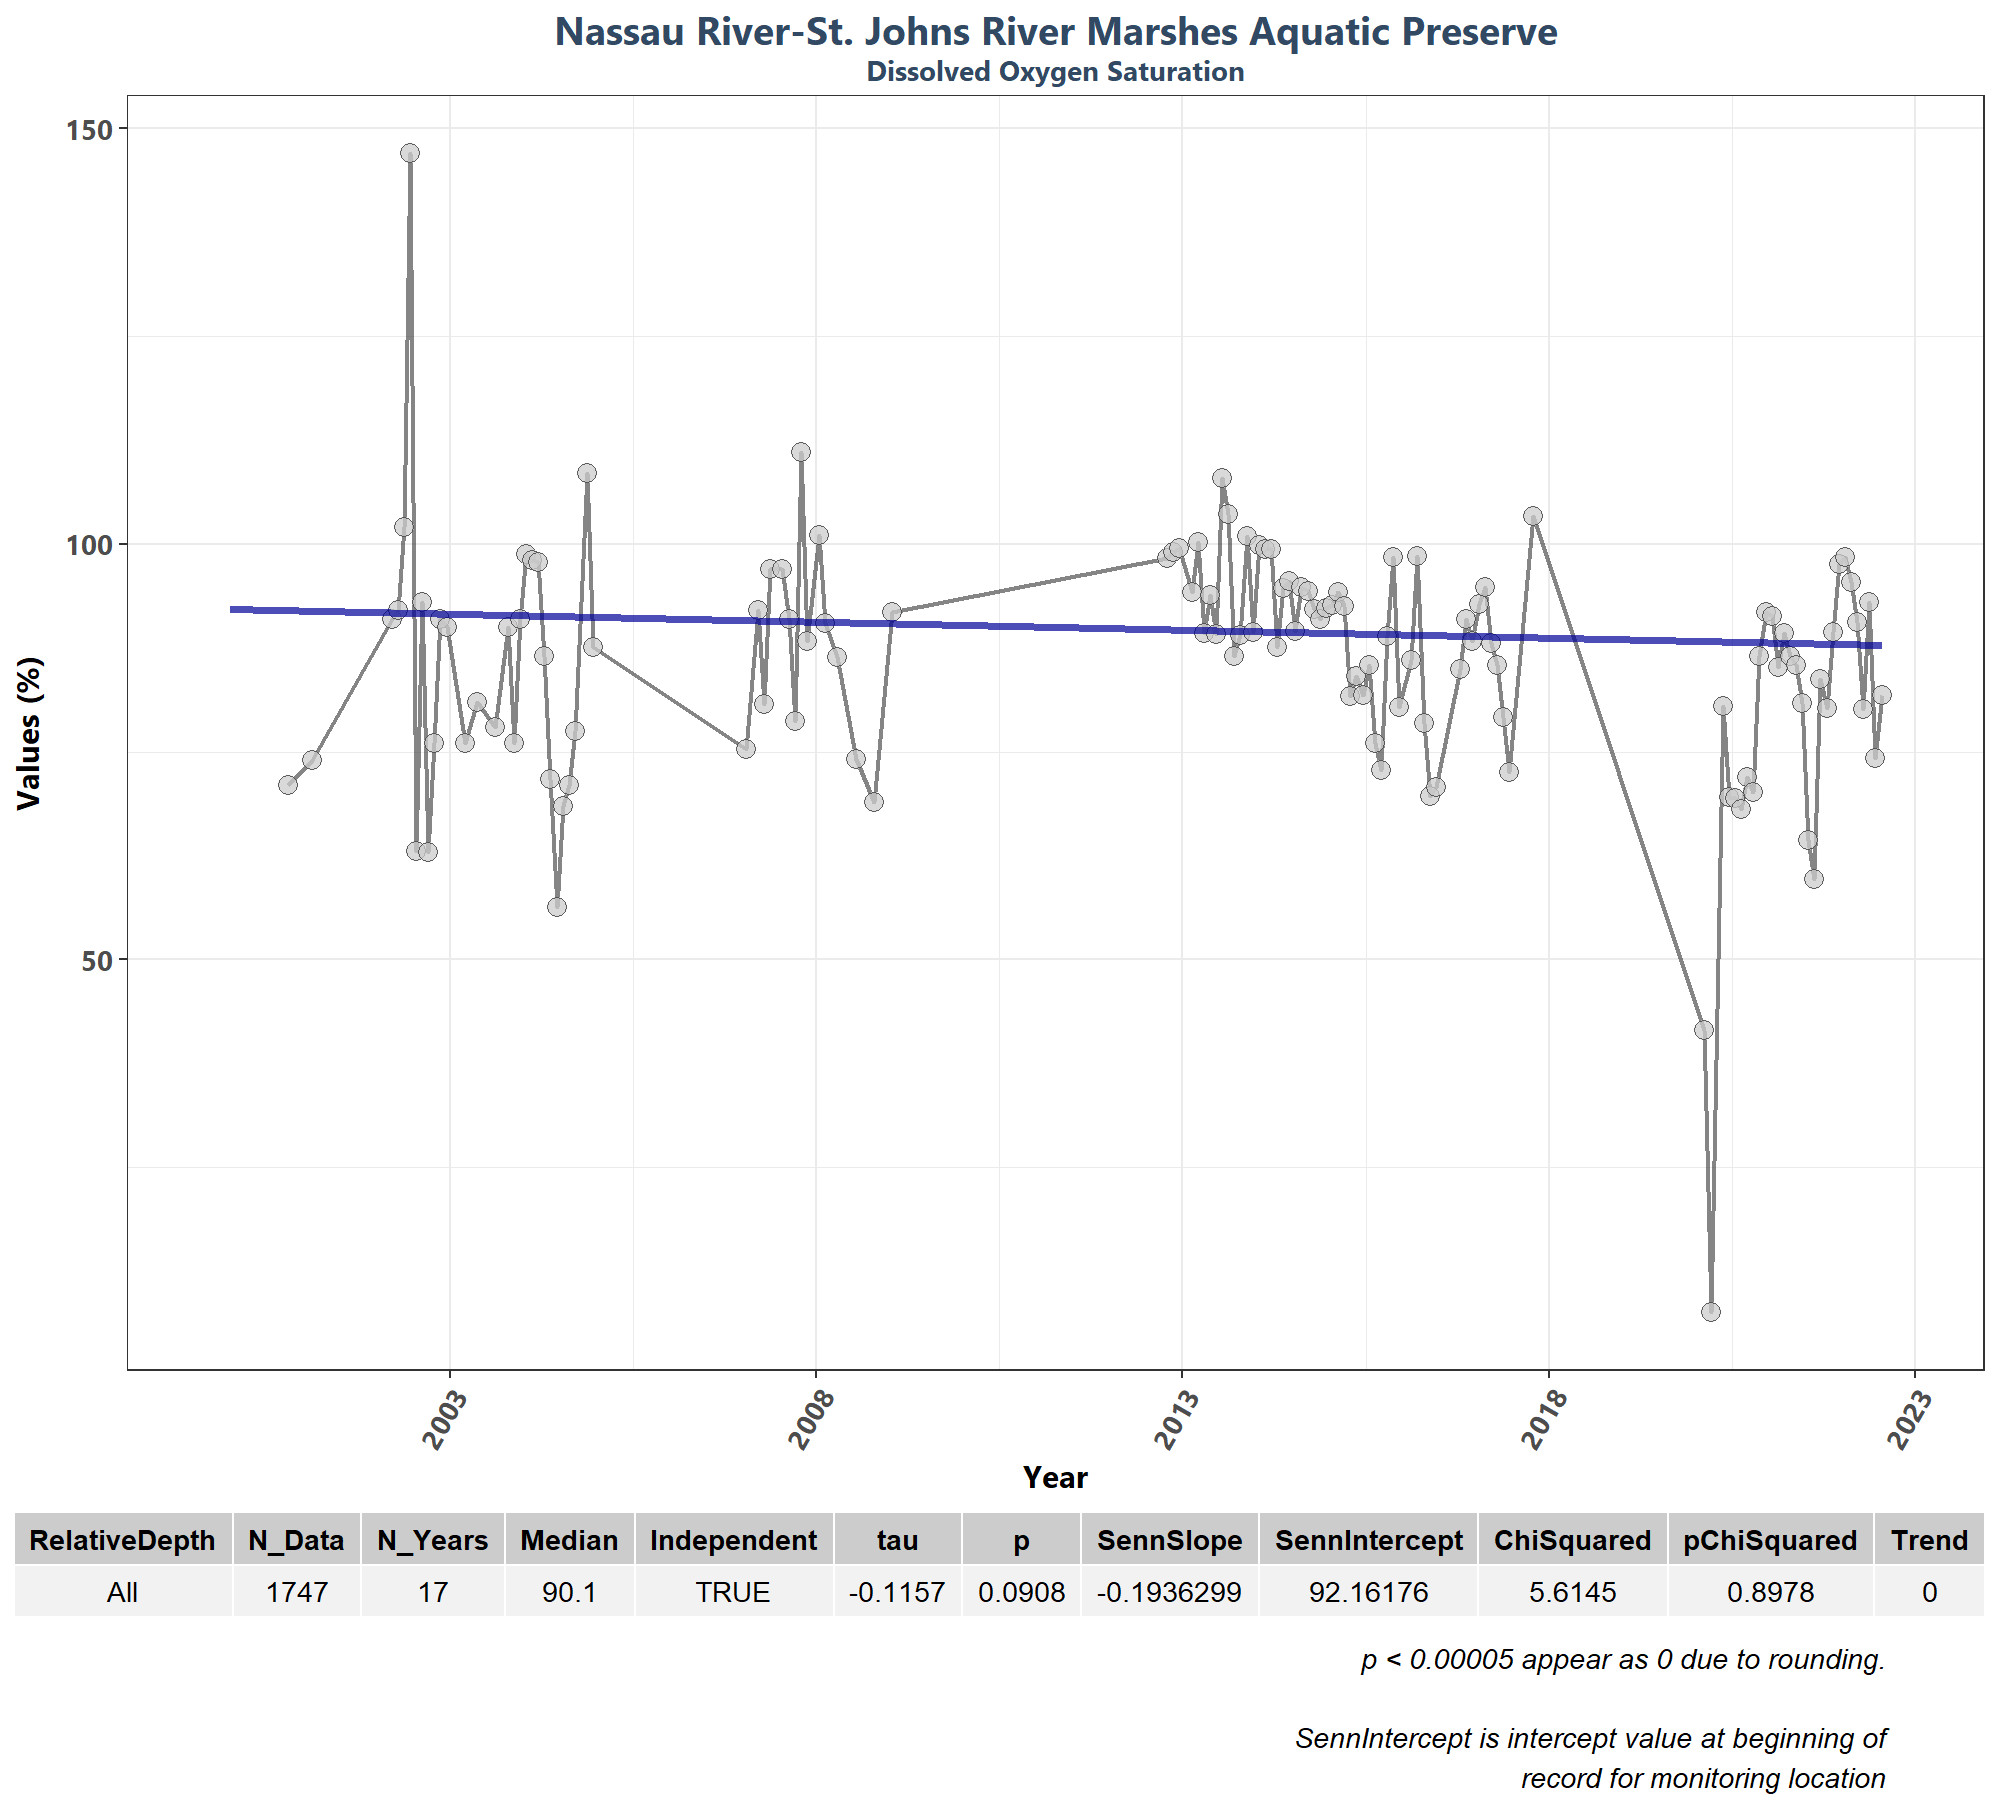 Nassau River-St. Johns River Marshes Aquatic Preserve
Dissolved Oxygen Saturation
150
100
50
Values (%)
2003 2008 2013 2018 2023
Year
RelativeDepth N_Data N_Years Median Independent tau p SennSlope SennIntercept ChiSquared pChiSquared Trend
All 1747 17 90.1 TRUE -0.1157 0.0908 -0.1936299 92.16176 5.6145 0.8978 0
p < 0.00005 appear as 0 due to rounding.
SennIntercept is intercept value at beginning of
record for monitoring location